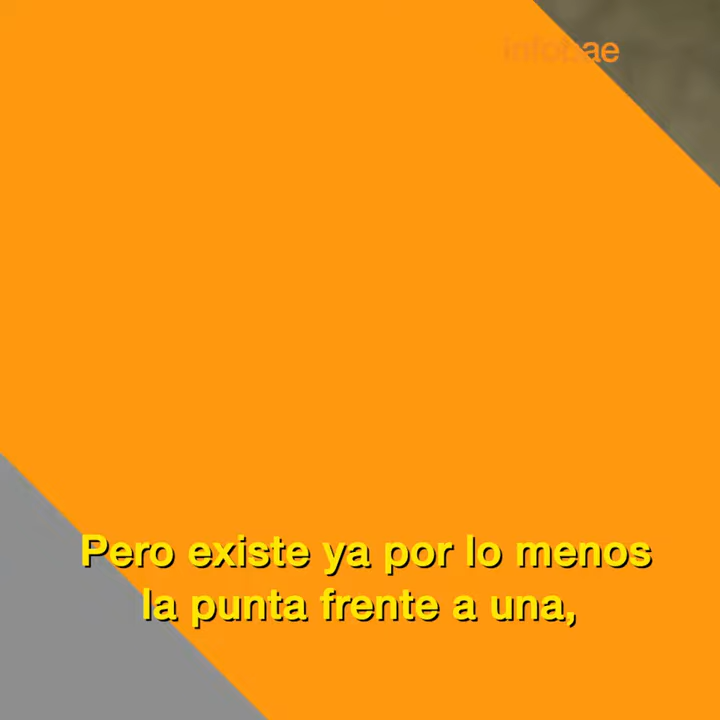 infobae
Pero existe ya por lo menos
la punta frente a una,